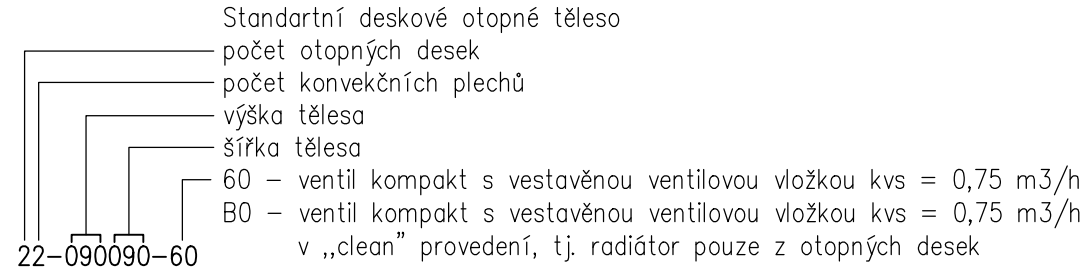 Standartní deskové otopné těleso
počet otopných desek
počet konvekčních plechů
výška tělesa
šířka tělesa
60 – ventil kompakt s vestavěnou ventilovou vložkou kvs = 0,75 m3/h
B0 – ventil kompakt s vestavěnou ventilovou vložkou kvs = 0,75 m3/h
v ,,clean" provedení, tj. radiátor pouze z otopných desek
22-090090-60